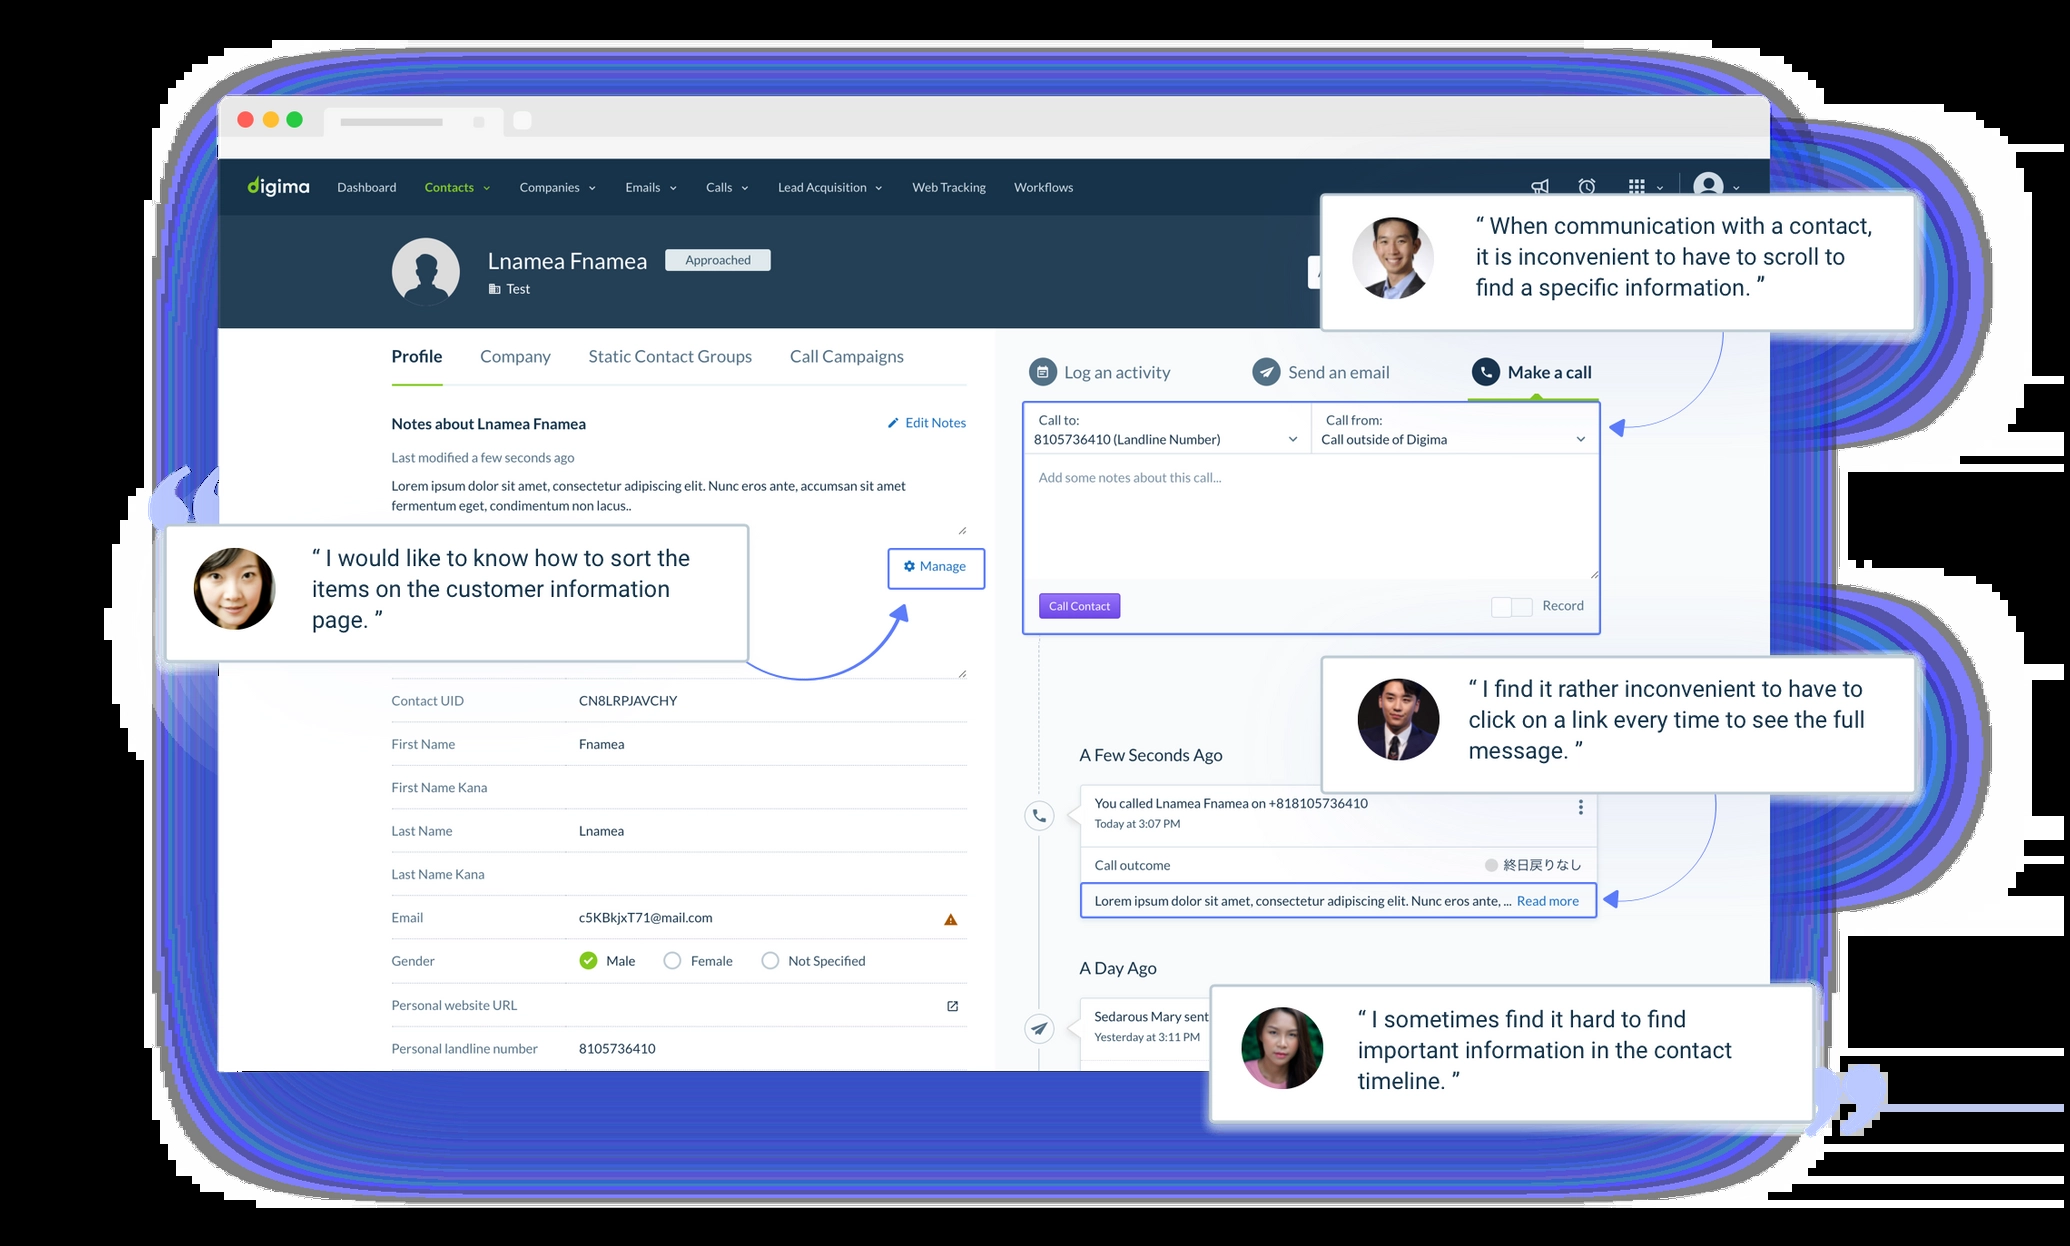 digima Dashboard Contacts Companies Emails Calls Lead Acquisition Web Tracking Workflows
Lnamea Fnamea Approached
Test
“ When communication with a contact,
it is inconvenient to have to scroll to
find a specific information. ”
Profile Company Static Contact Groups Call Campaigns
Notes about Lnamea Fnamea Edit Notes
Last modified a few seconds ago
Lorem ipsum dolor sit amet, consectetur adipiscing elit. Nunc eros ante, accumsan sit amet
fermentum eget, condimentum non lacus..
“ I would like to know how to sort the
items on the customer information
page. ”
Manage
Contact UID CN8LRPJAVCHY
First Name Fnamea
First Name Kana
Last Name Lnamea
Last Name Kana
Email c5KBkjxT71@mail.com
Gender Male Female Not Specified
Personal website URL
Personal landline number 8105736410
Log an activity Send an email Make a call
Call to: Call from:
8105736410 (Landline Number) Call outside of Digima
Add some notes about this call...
Call Contact Record
“ I find it rather inconvenient to have to
click on a link every time to see the full
message. ”
A Few Seconds Ago
You called Lnamea Fnamea on +818105736410
Today at 3:07 PM
Call outcome 終日戻りなし
Lorem ipsum dolor sit amet, consectetur adipiscing elit. Nunc eros ante, ... Read more
A Day Ago
Sedarous Mary sent
Yesterday at 3:11 PM
“ I sometimes find it hard to find
important information in the contact
timeline. ”